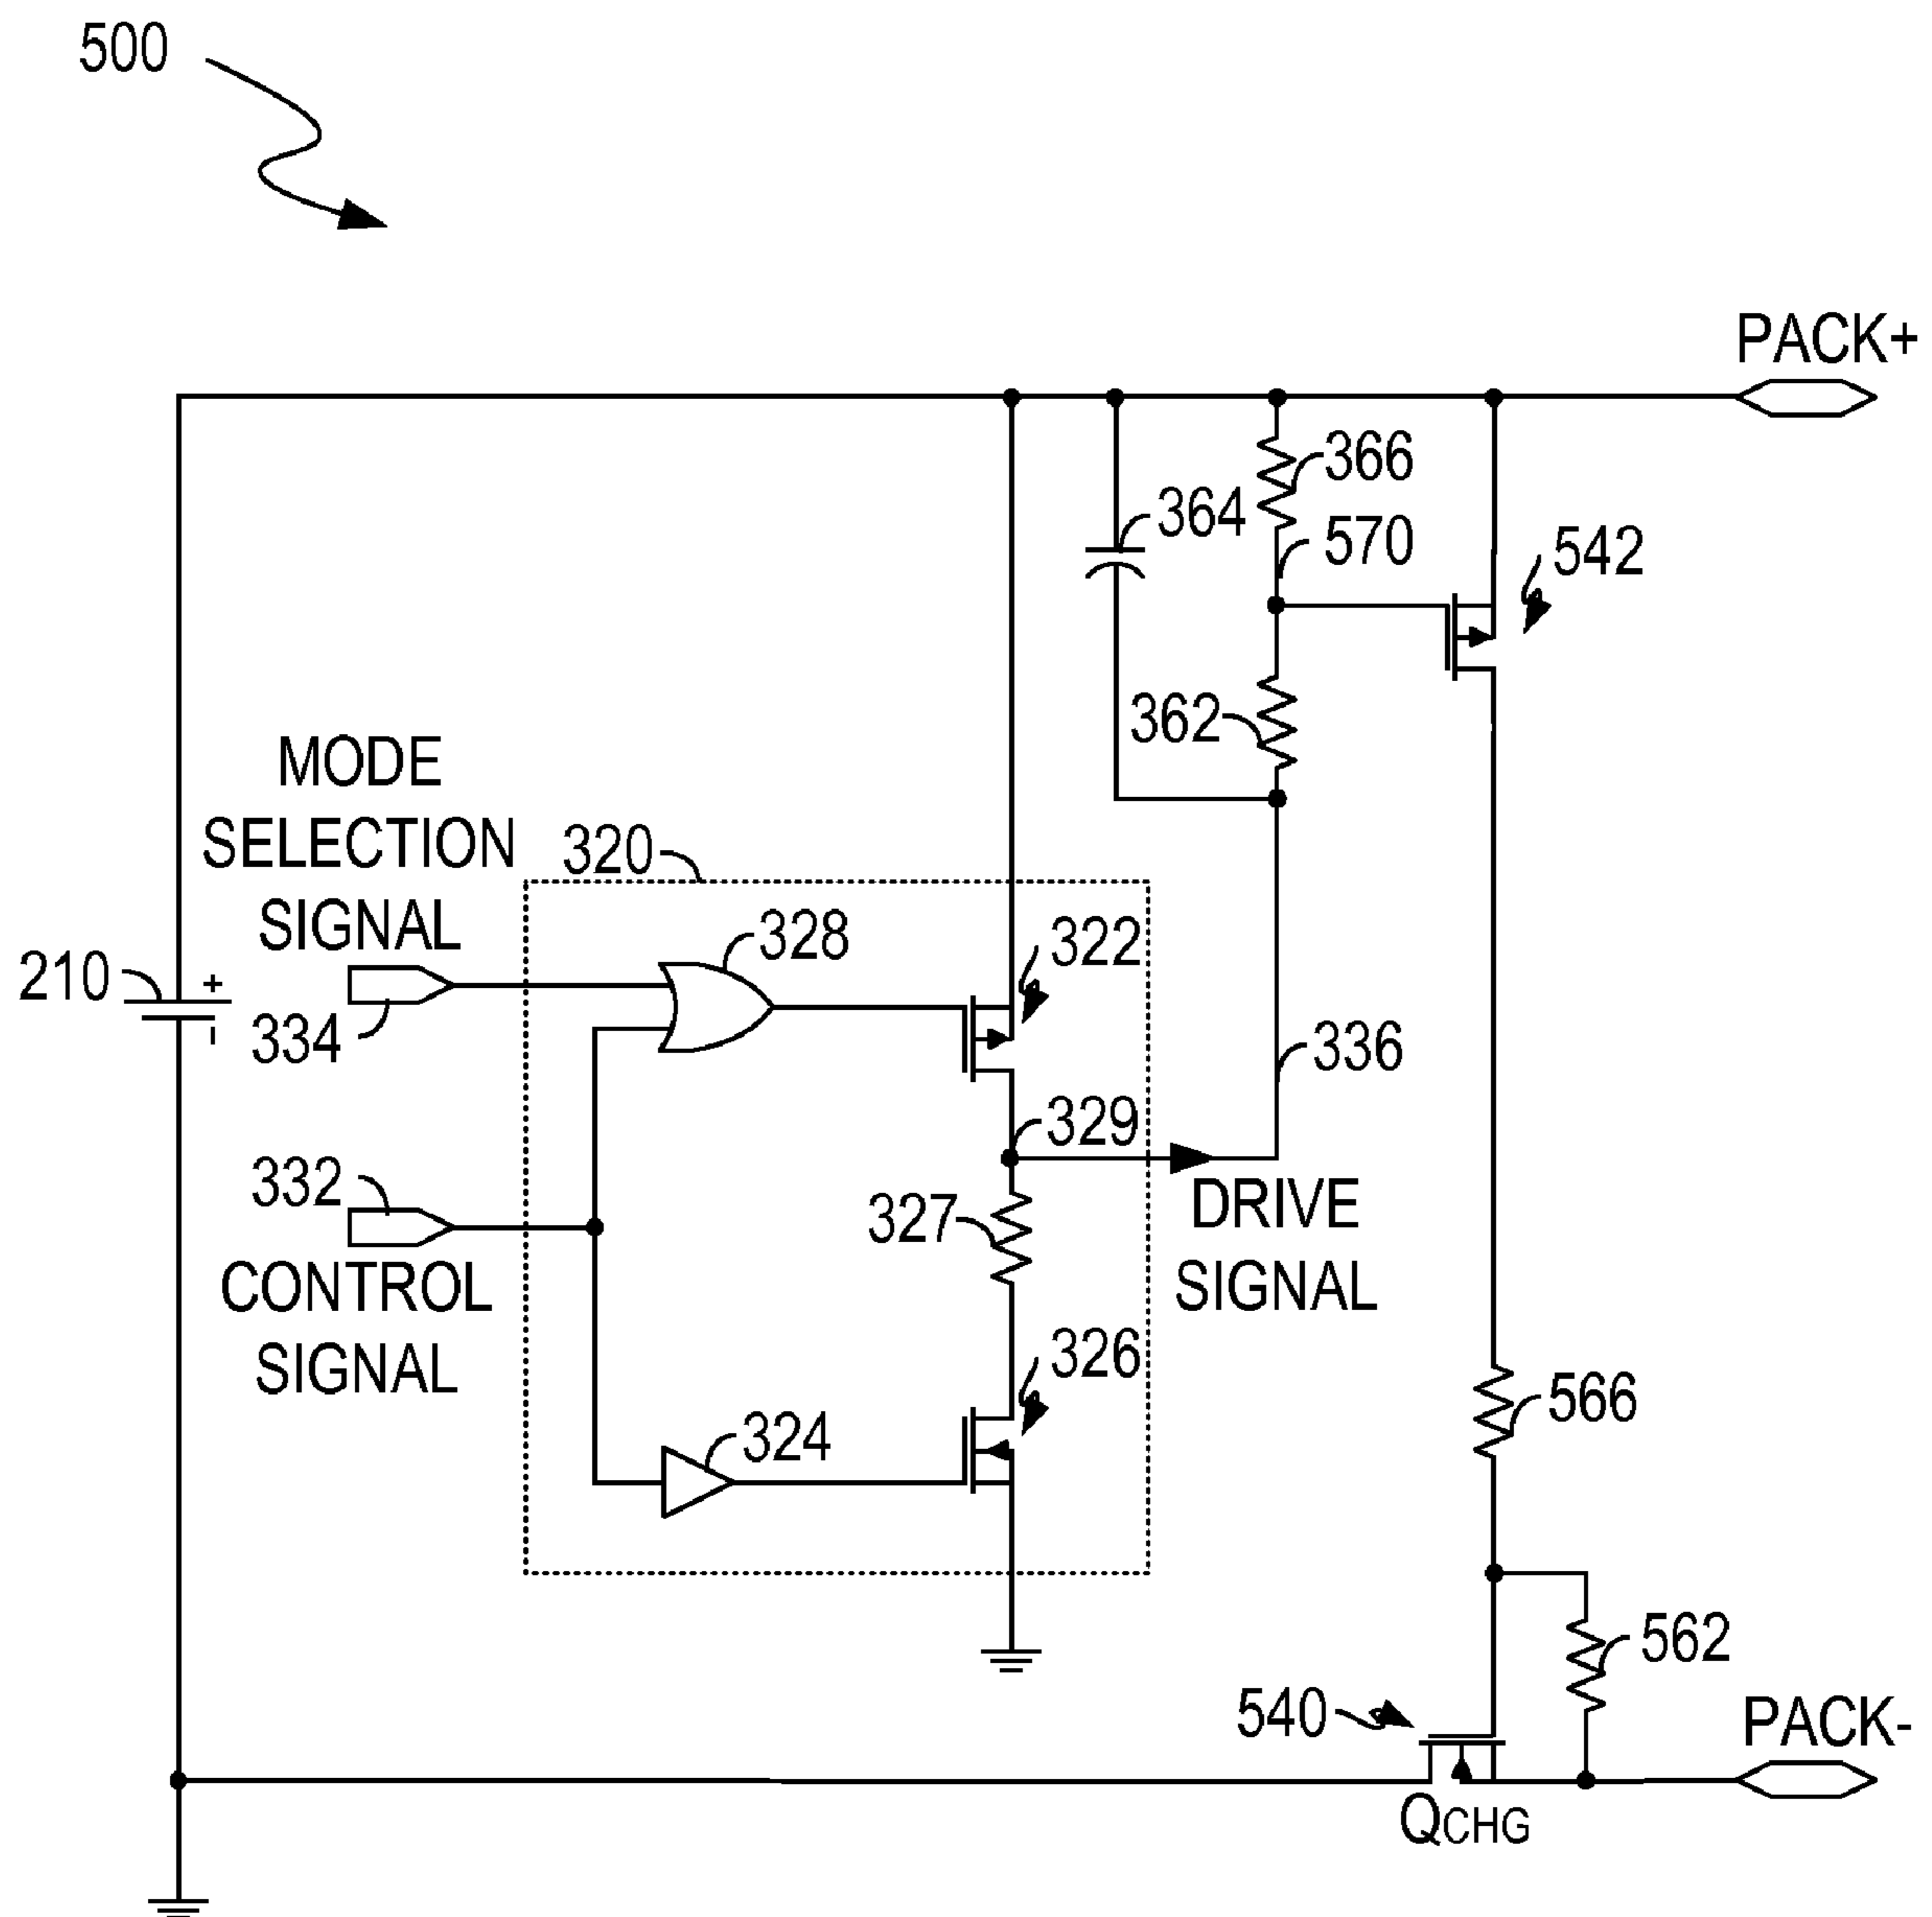 500
PACK+
366
364
570
542
362
MODE
SELECTION
SIGNAL
320
328
322
210
+
-
334
336
329
332
327
DRIVE
SIGNAL
CONTROL
SIGNAL
326
566
324
562
540
PACK-
QCHG